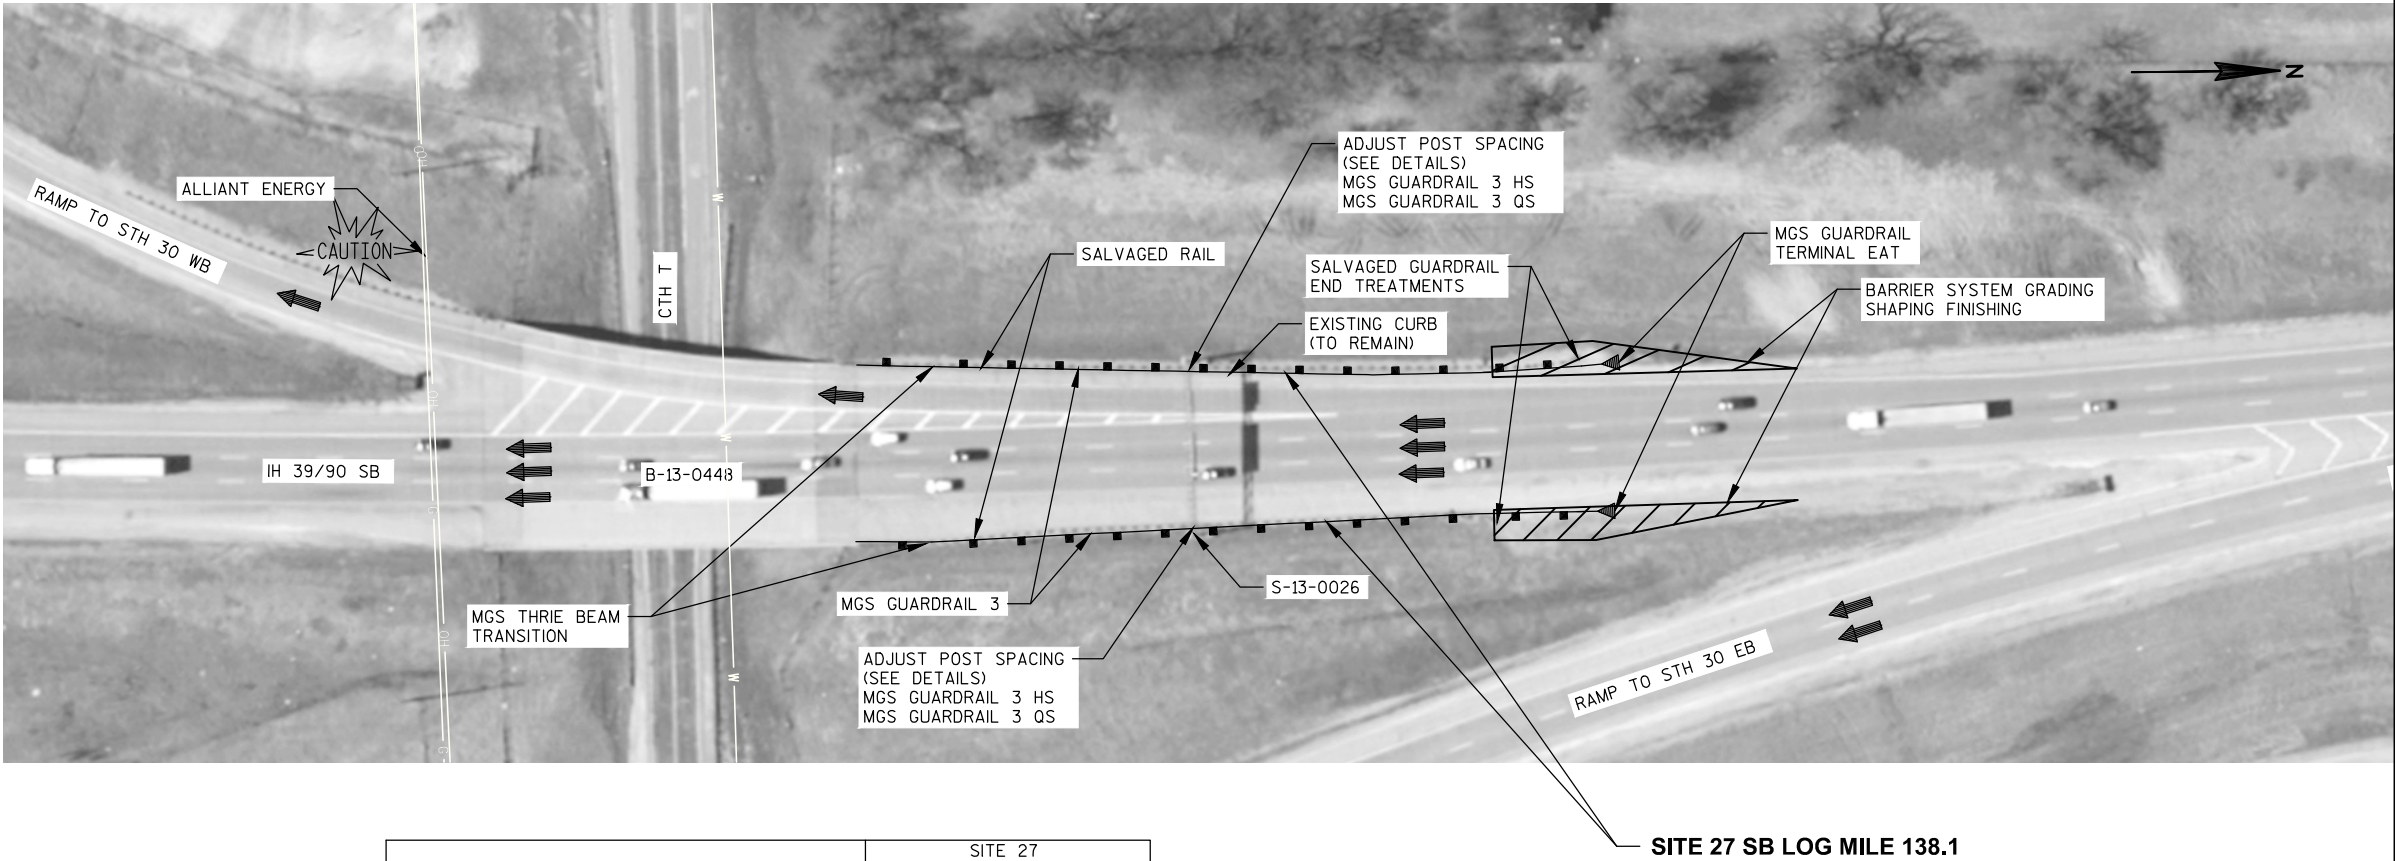 N
ADJUST POST SPACING
(SEE DETAILS)
MGS GUARDRAIL 3 HS
MGS GUARDRAIL 3 QS
ALLIANT ENERGY
RAMP TO STH 30 WB
CAUTION
OH
W
CTH T
SALVAGED RAIL
MGS GUARDRAIL
TERMINAL EAT
SALVAGED GUARDRAIL
END TREATMENTS
BARRIER SYSTEM GRADING
SHAPING FINISHING
EXISTING CURB
(TO REMAIN)
OH
W
IH 39/90 SB
B-13-0448
G
S-13-0026
MGS GUARDRAIL 3
MGS THRIE BEAM
TRANSITION
OH
W
ADJUST POST SPACING
(SEE DETAILS)
MGS GUARDRAIL 3 HS
MGS GUARDRAIL 3 QS
RAMP TO STH 30 EB
G
SITE 27
SITE 27 SB LOG MILE 138.1